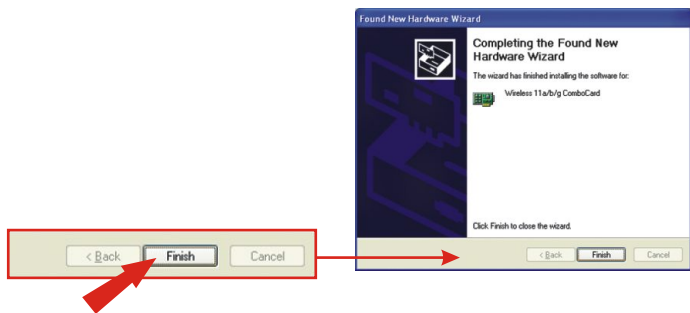 Found New Hardware Wizard
Completing the Found New
Hardware Wizard
The wizard has finished installing the software for:
Wireless 11a/b/g ComboCard
Click Finish to close the wizard.
< Back Finish Cancel
< Back Finish Cancel